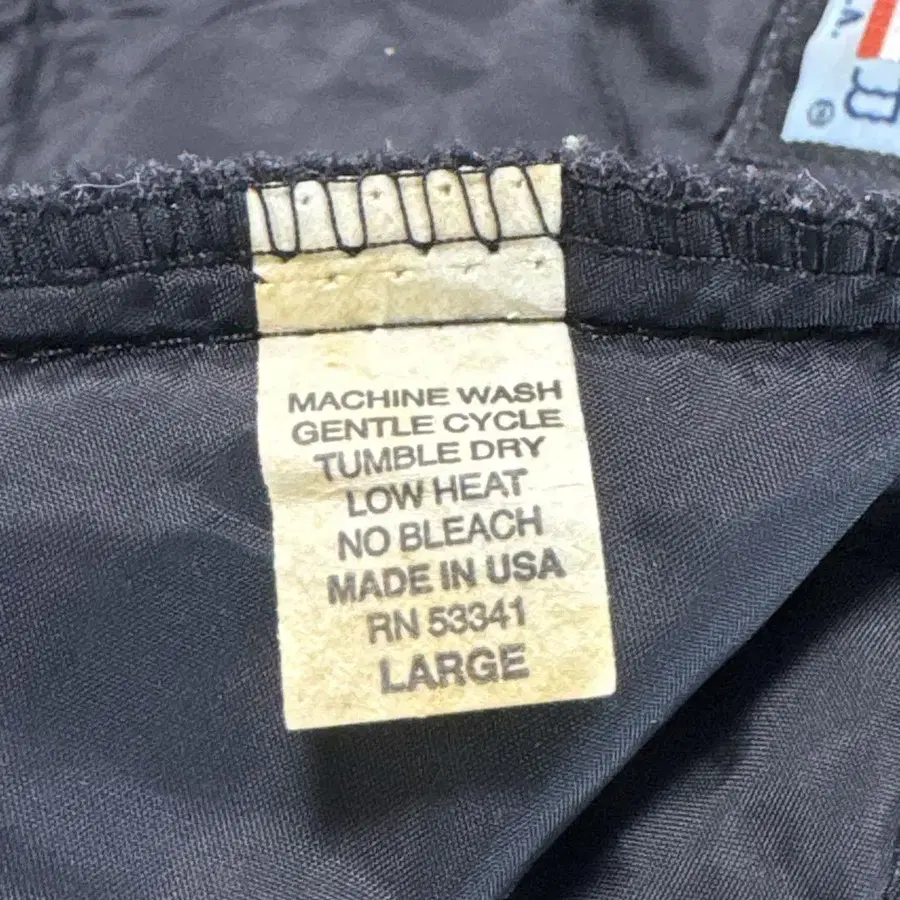 .A.
®
MACHINE WASH
GENTLE CYCLE
TUMBLE DRY
LOW HEAT
NO BLEACH
MADE IN USA
RN 53341
LARGE